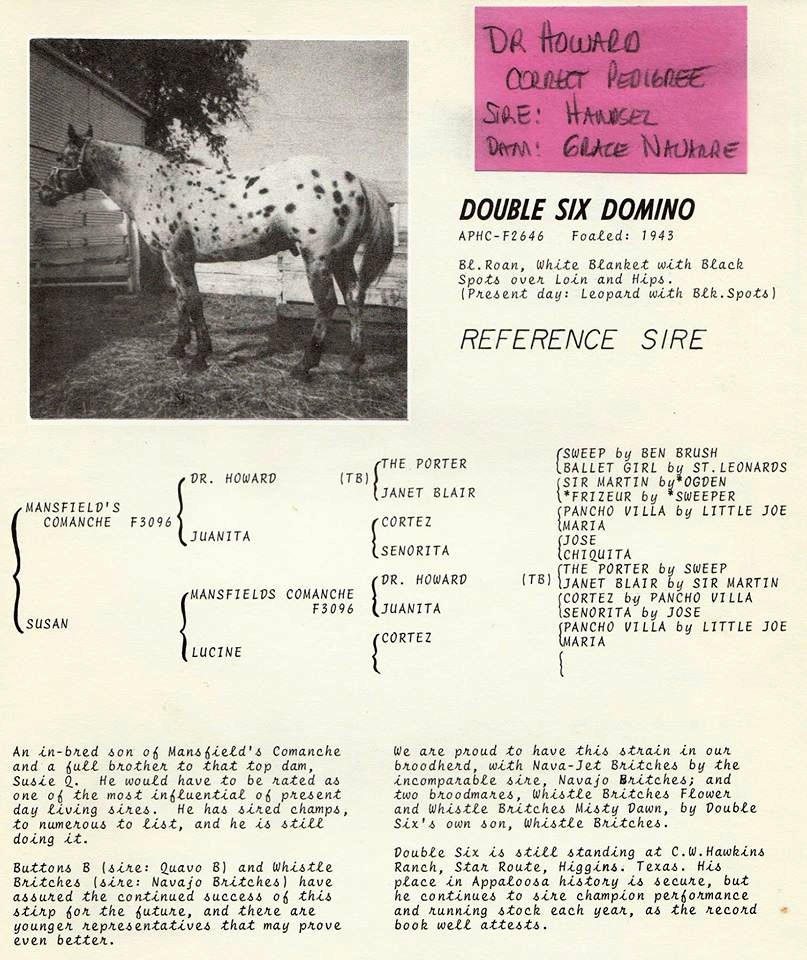 DR HOWARD
CORRECT PEDIGREE
SIRE: HANDSEL
DAM: GRACE NAVARRE
DOUBLE SIX DOMINO
APHC-F2646 Foaled: 1943
Bl.Roan, White Blanket with Black
Spots over Loin and Hips.
(Present day: Leopard with Blk.Spots)
REFERENCE SIRE
MANSFIELD'S
COMANCHE F3096
SUSAN
DR. HOWARD
JUANITA
MANSFIELDS COMANCHE
F3096
LUCINE
(TB)
THE PORTER
JANET BLAIR
CORTEZ
SENORITA
DR. HOWARD (TB)
JUANITA
CORTEZ
SWEEP by BEN BRUSH
BALLET GIRL by ST.LEONARDS
SIR MARTIN by*OGDEN
*FRIZEUR by *SWEEPER
PANCHO VILLA by LITTLE JOE
MARIA
JOSE
CHIQUITA
THE PORTER by SWEEP
JANET BLAIR by SIR MARTIN
CORTEZ by PANCHO VILLA
SENORITA by JOSE
PANCHO VILLA by LITTLE JOE
MARIA
An in-bred son of Mansfield's Comanche
and a full brother to that top dam,
Susie Q. He would have to be rated as
one of the most influential of present
day living sires. He has sired champs,
to numerous to list, and he is still
doing it.
Buttons B (sire: Quavo B) and Whistle
Britches (sire: Navajo Britches) have
assured the continued success of this
stirp for the future, and there are
younger representatives that may prove
even better.
We are proud to have this strain in our
broodherd, with Nava-Jet Britches by the
incomparable sire, Navajo Britches; and
two broodmares, Whistle Britches Flower
and Whistle Britches Misty Dawn, by Double
Six's own son, Whistle Britches.
Double Six is still standing at C.W.Hawkins
Ranch, Star Route, Higgins. Texas. His
place in Appaloosa history is secure, but
he continues to sire champion performance
and running stock each year, as the record
book well attests.